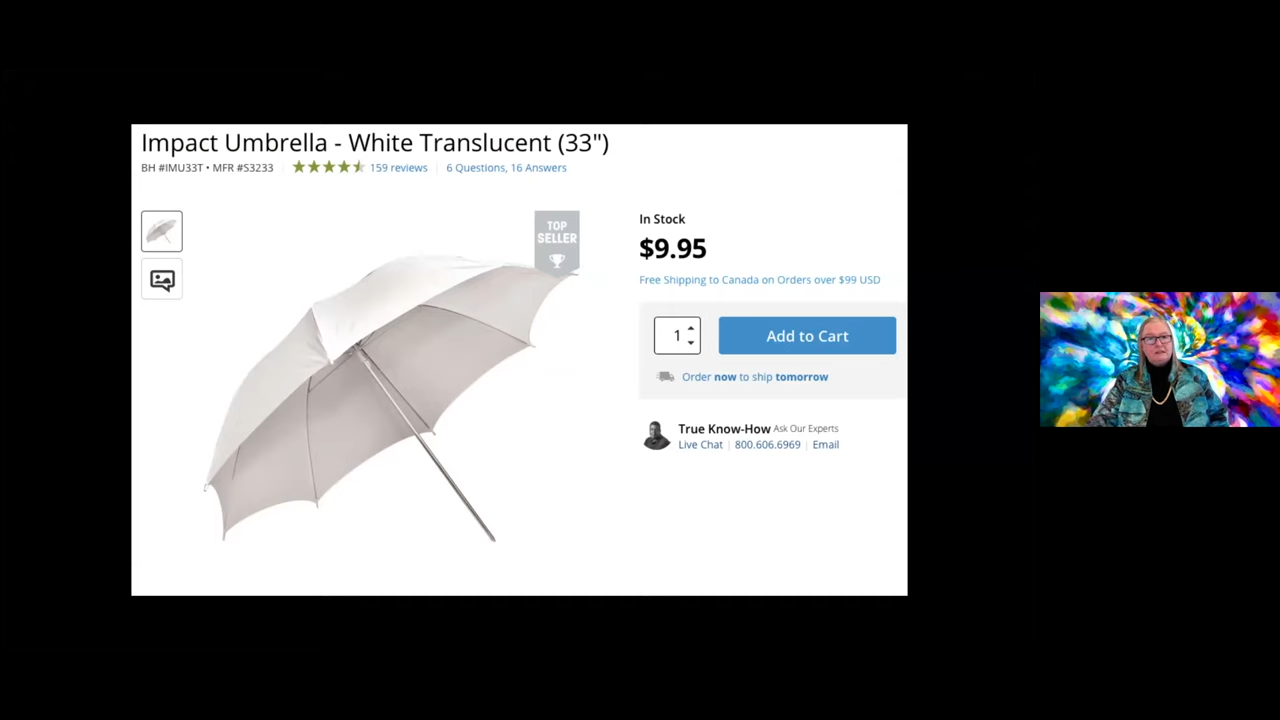 Impact Umbrella - White Translucent (33")
BH #IMU33T • MFR #S3233 159 reviews 6 Questions, 16 Answers
TOP
SELLER
In Stock
$9.95
Free Shipping to Canada on Orders over $99 USD
1 Add to Cart
Order now to ship tomorrow
True Know-How Ask Our Experts
Live Chat 800.606.6969 Email